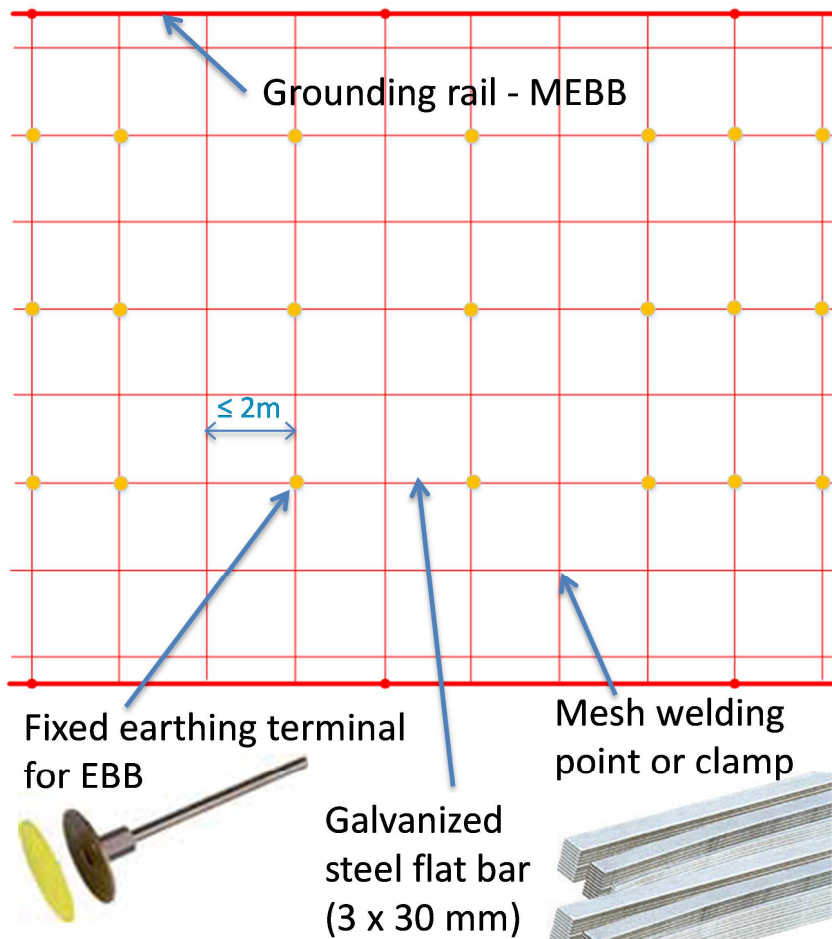 Grounding rail - MEBB
≤ 2m
Fixed earthing terminal
for EBB
Mesh welding
point or clamp
Galvanized
steel flat bar
(3 x 30 mm)